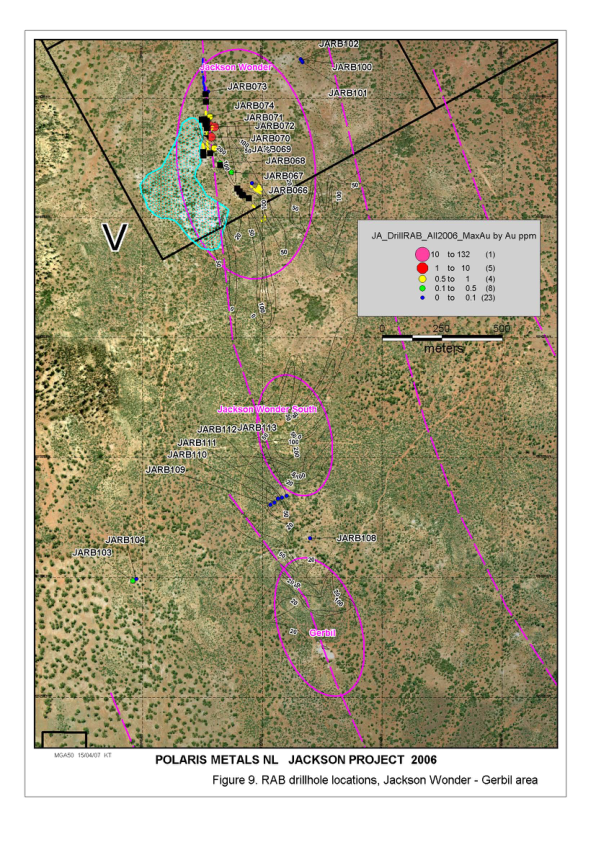 JARB102
Jackson Wonder
JARB100
JARB073
JARB101
JARB074
JARB071
JARB072
JARB070
JARB069
JARB068
JARB067
JARB066
V
JA_DrillRAB_All2006_MaxAu by Au ppm
10 to 132 (1)
1 to 10 (5)
0.5 to 1 (4)
0.1 to 0.5 (8)
0 to 0.1 (23)
0 250 500
meters
Jackson Wonder South
JARB112 JARB113
JARB111
JARB110
JARB109
JARB104
JARB108
JARB103
Gerbil
MGA50 15/04/07 KT
POLARIS METALS NL JACKSON PROJECT 2006
Figure 9. RAB drillhole locations, Jackson Wonder - Gerbil area